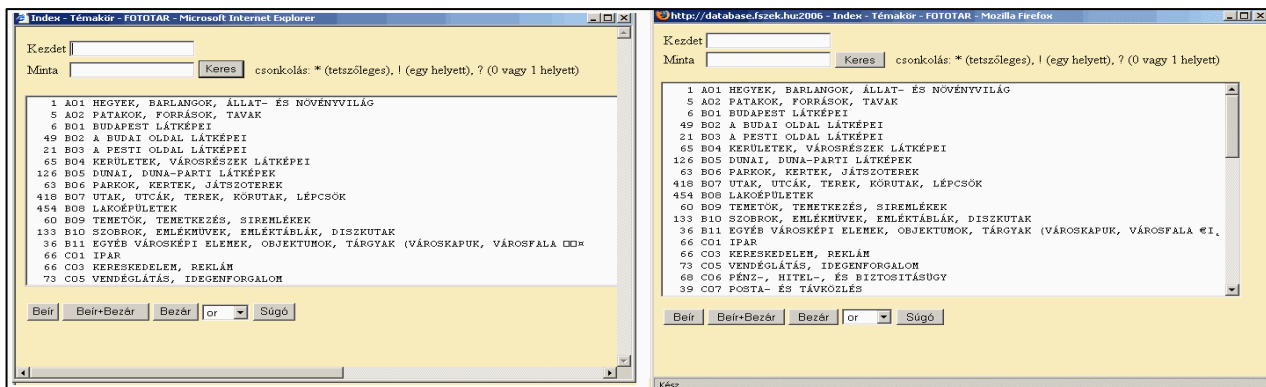 Index - Témakör - FOTOTAR - Microsoft Internet Explorer
Kezdet
Minta Keres csonkolás: * (tetszőleges), ! (egy helyett), ? (0 vagy 1 helyett)
1 A01 HEGYEK, BARLANGOK, ÁLLAT- ÉS NÖVÉNYVILÁG
5 A02 PATAKOK, FORRÁSOK, TAVAK
6 B01 BUDAPEST LÁTKÉPEI
49 B02 A BUDAI OLDAL LÁTKÉPEI
21 B03 A PESTI OLDAL LÁTKÉPEI
65 B04 KERÜLETEK, VÁROSRÉSZEK LÁTKÉPEI
126 B05 DUNAI, DUNA-PARTI LÁTKÉPEK
63 B06 PARKOK, KERTEK, JÁTSZOTEREK
418 B07 UTAK, UTCÁK, TEREK, KÖRUTAK, LÉPCSÖK
454 B08 LAKOÉPÜLETEK
60 B09 TEMETÖK, TEMETKEZÉS, SIREMLÉKEK
133 B10 SZOBROK, EMLÉKMÜVEK, EMLÉKTÁBLÁK, DISZKUTAK
36 B11 EGYÉB VÁROSKÉPI ELEMEK, OBJEKTUMOK, TÁRGYAK (VÁROSKAPUK, VÁROSFALA □□¤
66 C01 IPAR
66 C03 KERESKEDELEM, REKLÁM
73 C05 VENDÉGLÁTÁS, IDEGENFORGALOM
Beír Beír+Bezár Bezár or Súgó
http://database.fszek.hu:2006 - Index - Témakör - FOTOTAR - Mozilla Firefox
Kezdet
Minta Keres csonkolás: * (tetszőleges), ! (egy helyett), ? (0 vagy 1 helyett)
1 A01 HEGYEK, BARLANGOK, ÁLLAT- ÉS NÖVÉNYVILÁG
5 A02 PATAKOK, FORRÁSOK, TAVAK
6 B01 BUDAPEST LÁTKÉPEI
49 B02 A BUDAI OLDAL LÁTKÉPEI
21 B03 A PESTI OLDAL LÁTKÉPEI
65 B04 KERÜLETEK, VÁROSRÉSZEK LÁTKÉPEI
126 B05 DUNAI, DUNA-PARTI LÁTKÉPEK
63 B06 PARKOK, KERTEK, JÁTSZOTEREK
418 B07 UTAK, UTCÁK, TEREK, KÖRUTAK, LÉPCSÖK
454 B08 LAKOÉPÜLETEK
60 B09 TEMETÖK, TEMETKEZÉS, SIREMLÉKEK
133 B10 SZOBROK, EMLÉKMÜVEK, EMLÉKTÁBLÁK, DISZKUTAK
36 B11 EGYÉB VÁROSKÉPI ELEMEK, OBJEKTUMOK, TÁRGYAK (VÁROSKAPUK, VÁROSFALA
66 C01 IPAR
66 C03 KERESKEDELEM, REKLÁM
73 C05 VENDÉGLÁTÁS, IDEGENFORGALOM
68 C06 PÉNZ-, HITEL-, ÉS BIZTOSITÁSÜGY
39 C07 POSTA- ÉS TÁVKÖZLÉS
Beír Beír+Bezár Bezár or Súgó
Kész